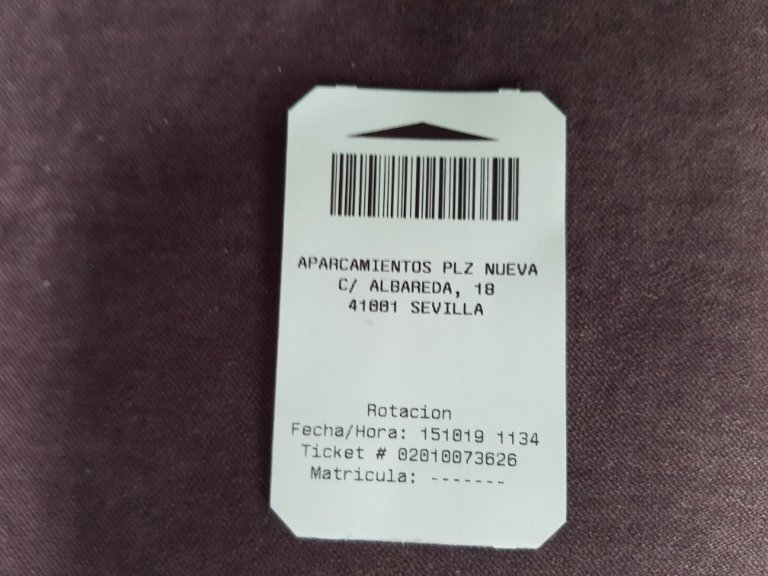 APARCAMIENTOS PLZ NUEVA
C/ ALBAREDA, 18
41001 SEVILLA
Rotacion
Fecha/Hora: 151019 1134
Ticket # 02010073626
Matricula: -------